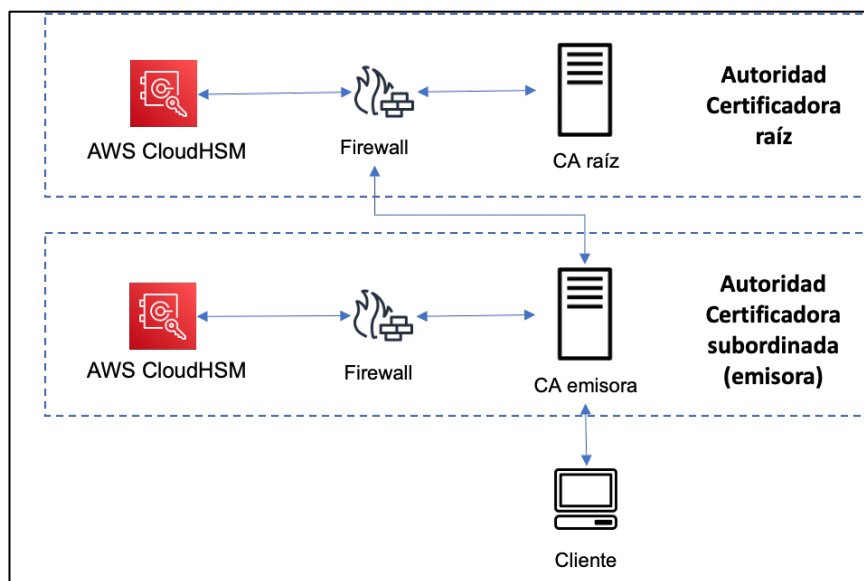 AWS CloudHSM
Firewall
CA raíz
Autoridad
Certificadora
raíz
AWS CloudHSM
Firewall
CA emisora
Autoridad
Certificadora
subordinada
(emisora)
Cliente